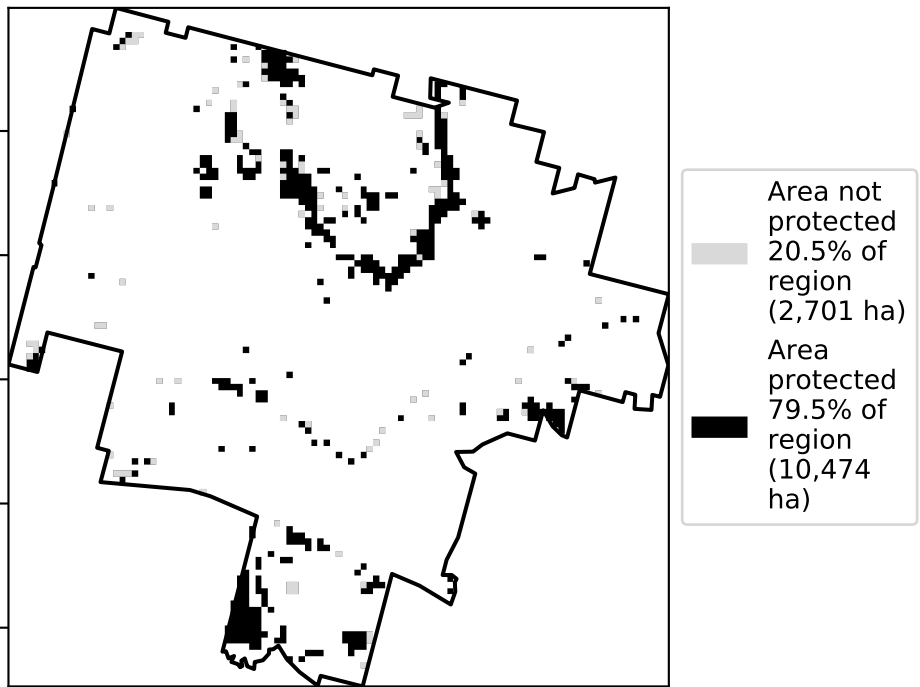 Area not
protected
20.5% of
region
(2,701 ha)
Area
protected
79.5% of
region
(10,474
ha)